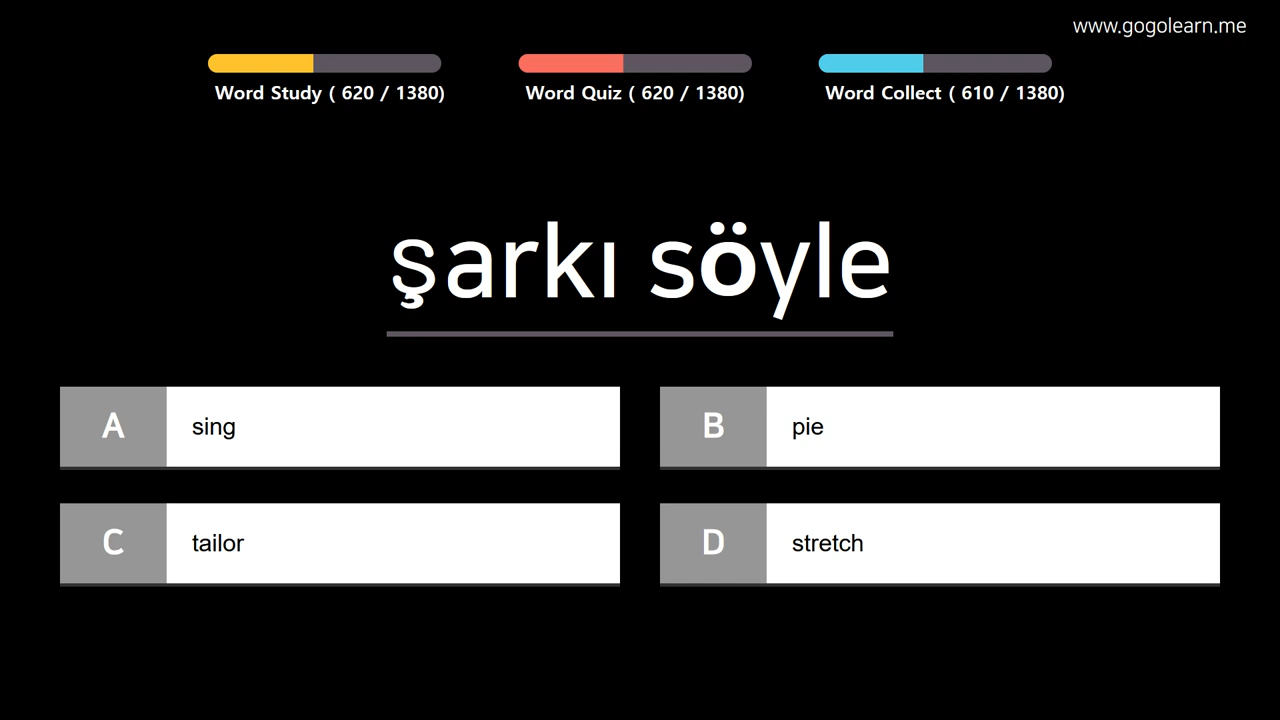 www.gogolearn.me
Word Study ( 620 / 1380)
Word Quiz ( 620 / 1380)
Word Collect ( 610 / 1380)
şarkı söyle
A sing
B pie
C tailor
D stretch